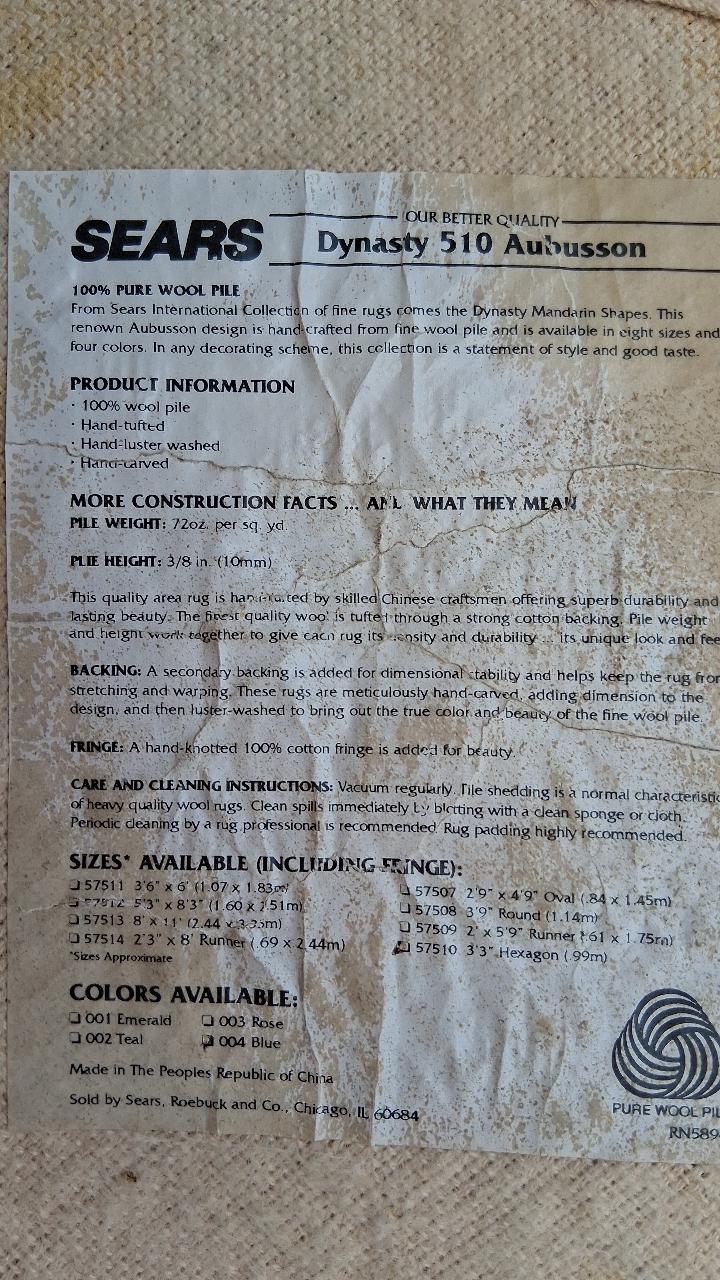 OUR BETTER QUALITY
SEARS Dynasty 510 Aubusson
100% PURE WOOL PILE
From Sears International Collection of fine rugs comes the Dynasty Mandarin Shapes. This
renown Aubusson design is hand-crafted from fine wool pile and is available in eight sizes and
four colors. In any decorating scheme, this collection is a statement of style and good taste.
PRODUCT INFORMATION
· 100% wool pile
· Hand-tufted
· Hand-luster washed
· Hand-carved
MORE CONSTRUCTION FACTS ... AND WHAT THEY MEAN
PILE WEIGHT: 72oz. per sq. yd.
PLIE HEIGHT: 3/8 in. (10mm)
This quality area rug is by skilled Chinese craftsmen offering superb durability and
lasting beauty. The finest quality wool is tufted through a strong cotton backing. Pile weight
and height work together to give each rug its density and durability ... its unique look and fee
BACKING: A secondary backing is added for dimensional stability and helps keep the rug from
stretching and warping. These rugs are meticulously hand-carved, adding dimension to the
design, and then luster-washed to bring out the true color and beauty of the fine wool pile.
FRINGE: A hand-knotted 100% cotton fringe is added for beauty.
CARE AND CLEANING INSTRUCTIONS: Vacuum regularly. Pile shedding is a normal characteristic
of heavy quality wool rugs. Clean spills immediately by blotting with a clean sponge or cloth.
Periodic cleaning by a rug professional is recommended. Rug padding highly recommended.
SIZES* AVAILABLE (INCLUDING FRINGE):
❏ 57511 3'6" x 6' (1.07 x 1.83m)
❏ 57512 5'3" x 8'3" (1.60 x 2.51m)
❏ 57513 8' x 11' (2.44 x 3.35m)
❏ 57514 2'3" x 8' Runner (.69 x 2.44m)
*Sizes Approximate
❏ 57507 2'9" x 4'9" Oval (.84 x 1.45m)
❏ 57508 3'9" Round (1.14m)
❏ 57509 2' x 5'9" Runner (.61 x 1.75m)
❏ 57510 3'3" Hexagon (.99m)
COLORS AVAILABLE:
❏ 001 Emerald ❏ 003 Rose
❏ 002 Teal ❏ 004 Blue
Made in The Peoples Republic of China
Sold by Sears, Roebuck and Co., Chicago, IL 60684
PURE WOOL PIL
RN589